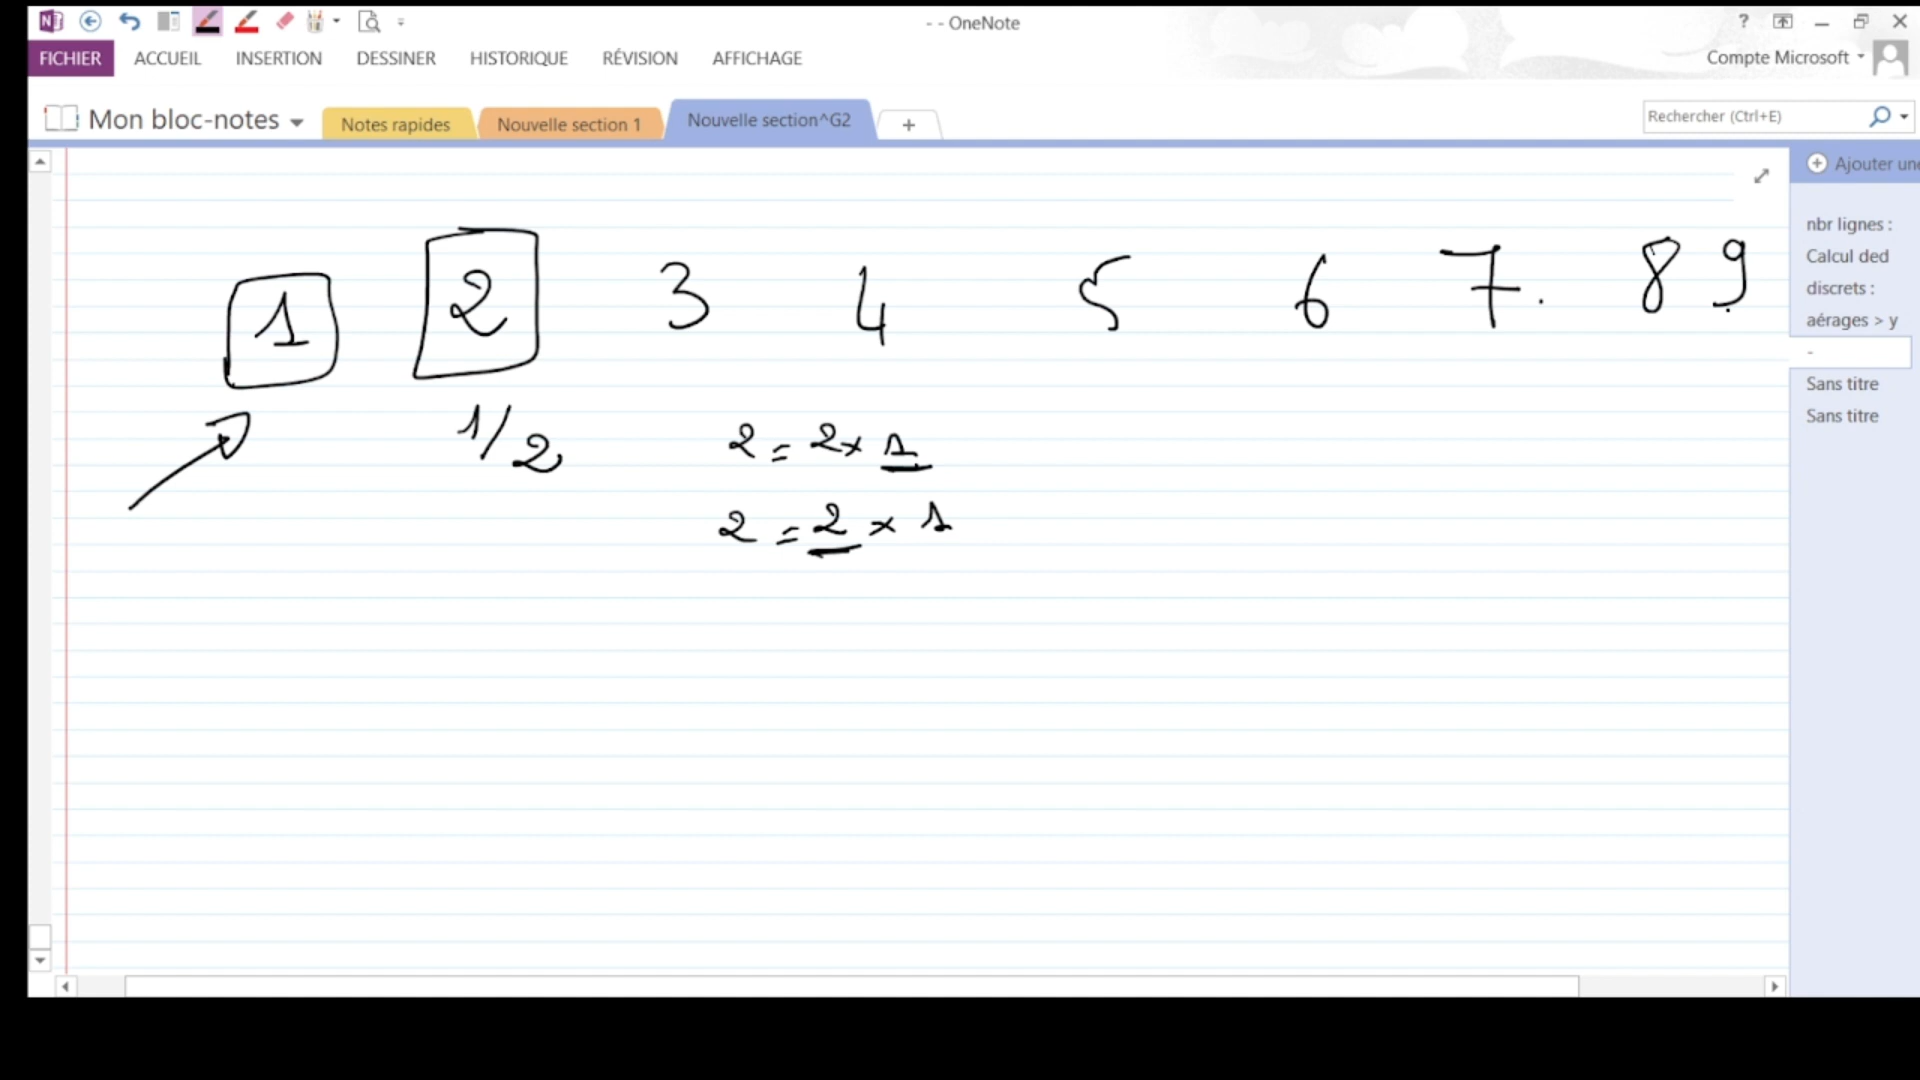 - - OneNote
?
FICHIER ACCUEIL INSERTION DESSINER HISTORIQUE RÉVISION AFFICHAGE
Compte Microsoft
Mon bloc-notes Notes rapides Nouvelle section 1 Nouvelle section^G2 +
Rechercher (Ctrl+E)
Ajouter une
nbr lignes :
Calcul ded
discrets :
aérages > y
-
Sans titre
Sans titre
1 2 3 4 5 6 7. 8 9
1/2
2 = 2 x 1
2 = 2 x 1